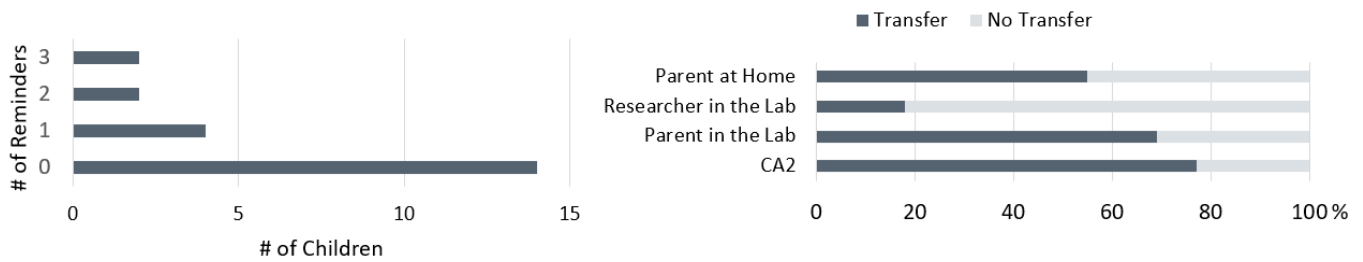 # of Reminders
3
2
1
0
0 5 10 15
# of Children
Transfer No Transfer
Parent at Home
Researcher in the Lab
Parent in the Lab
CA2
0 20 40 60 80 100 %